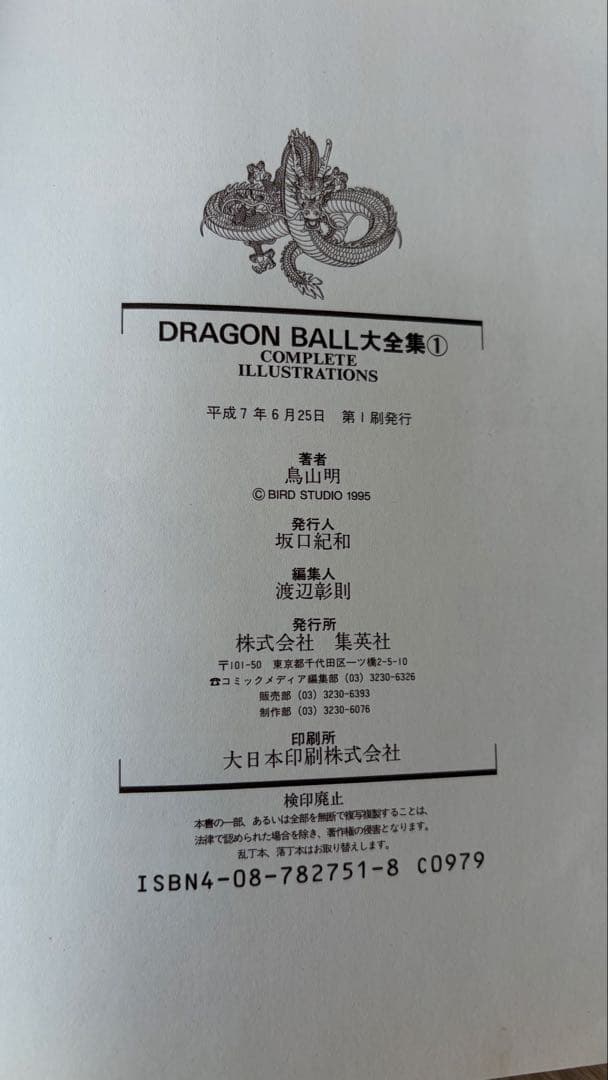 DRAGON BALL大全集①
COMPLETE
ILLUSTRATIONS
平成7年6月25日　第1刷発行
著者
鳥山明
© BIRD STUDIO 1995
発行人
坂口紀和
編集人
渡辺彰則
発行所
株式会社　集英社
〒101-50　東京都千代田区一ツ橋2-5-10
☎コミックメディア編集部 (03) 3230-6326
販売部 (03) 3230-6393
制作部 (03) 3230-6076
印刷所
大日本印刷株式会社
検印廃止
本書の一部、あるいは全部を無断で複写複製することは、
法律で認められた場合を除き、著作権の侵害となります。
乱丁本、落丁本はお取り替えします。
ISBN4-08-782751-8 C0979